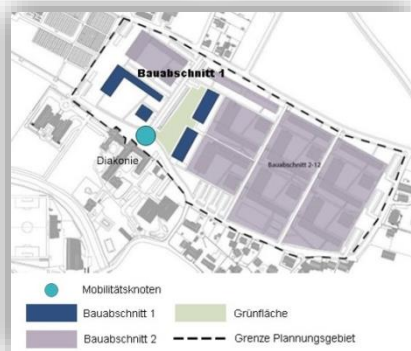 Bauabschnitt 1
Diakonie
Bauabschnitt 2-12
Mobilitätsknoten
Bauabschnitt 1
Grünfläche
Bauabschnitt 2
Grenze Plannungsgebiet